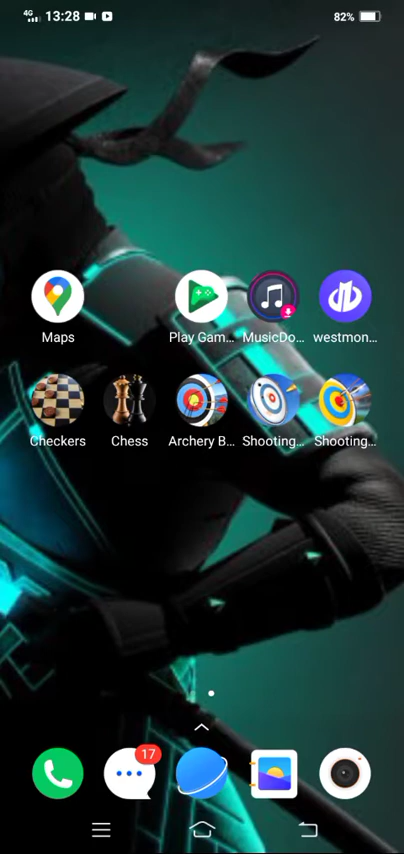 4G 13:28 82%
Maps Play Gam... MusicDo... westmon...
Checkers Chess Archery B... Shooting... Shooting...
17